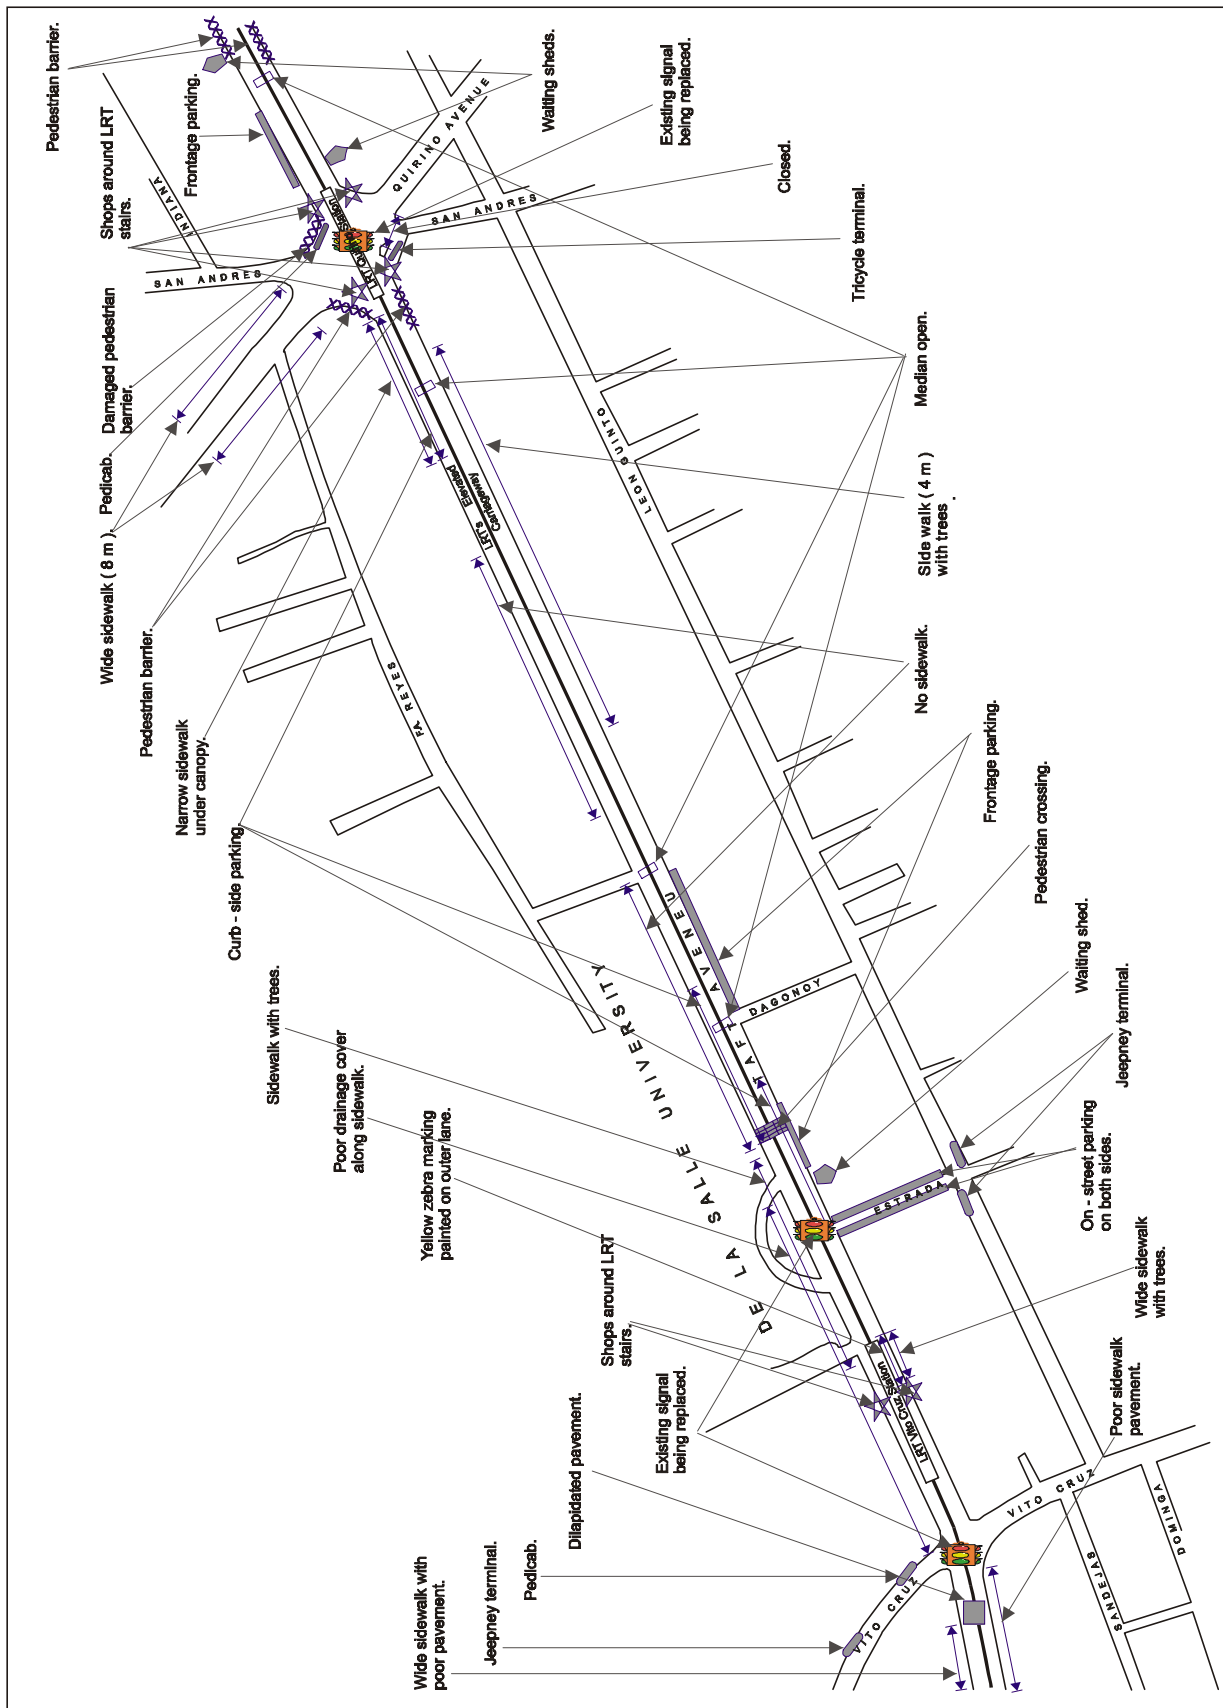 Pedestrian barrier.
Shops around LRT
stairs.
Frontage parking.
Waiting sheds.
Existing signal
being replaced.
Closed.
Tricycle terminal.
Median open.
Side walk ( 4 m )
with trees .
No sidewalk.
Frontage parking.
Pedestrian crossing.
Waiting shed.
Jeepney terminal.
On - street parking
on both sides.
Wide sidewalk
with trees.
Poor sidewalk
pavement.
Damaged pedestrian
barrier.
Pedicab.
Wide sidewalk ( 8 m ).
Pedestrian barrier.
Narrow sidewalk
under canopy.
Curb - side parking
Sidewalk with trees.
Poor drainage cover
along sidewalk.
Yellow zebra marking
painted on outer lane.
Shops around LRT
stairs.
Existing signal
being replaced.
Dilapidated pavement.
Pedicab.
Jeepney terminal.
Wide sidewalk with
poor pavement.
INDIANA
SAN ANDRES
QUIRINO AVENUE
SAN ANDRES
LEON GUINTO
LRT's Elevated
Carriageway
F.A. REYES
TAFT AVENEU
DAGONOY
DE LA SALLE UNIVERSITY
ESTRADA
LRT Vito Cruz Station
VITO CRUZ
VITO CRUZ
DOMINGA
SANDEJAS